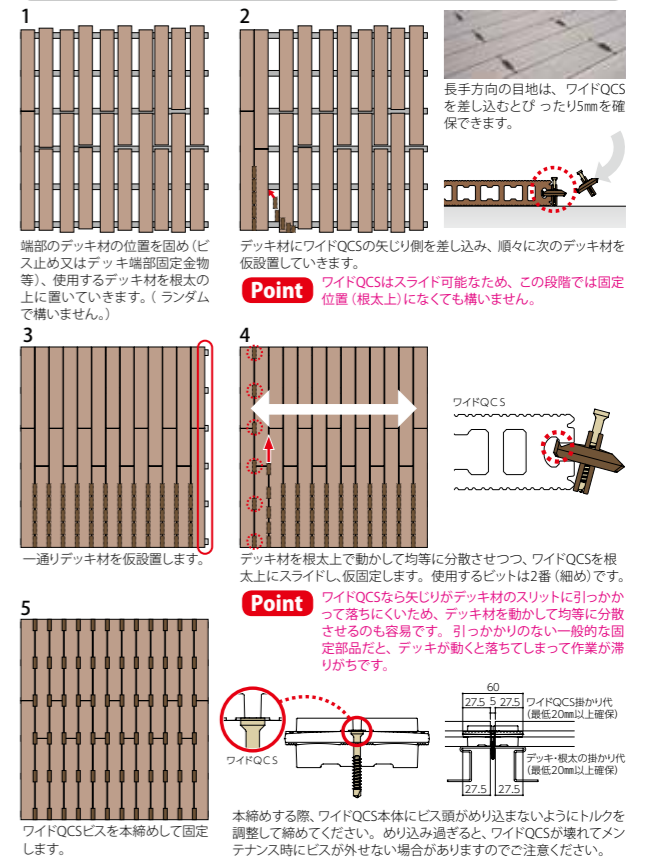 1
端部のデッキ材の位置を固め(ビ
ス止め又はデッキ端部固定金物
等)、使用するデッキ材を根太の
上に置いていきます。( ランダム
で構いません。)
2
長手方向の目地は、ワイドQCS
を差し込むとぴ ったり5㎜を確
保できます。
デッキ材にワイドQCSの矢じり側を差し込み、順々に次のデッキ材を
仮設置していきます。
Point
ワイドQCSはスライド可能なため、この段階では固定
位置(根太上)になくても構いません。
3
一通りデッキ材を仮設置します。
4
ワイドQCS
デッキ材を根太上で動かして均等に分散させつつ、ワイドQCSを根
太上にスライドし、仮固定します。使用するビットは2番(細め)です。
Point
ワイドQCSなら矢じりがデッキ材のスリットに引っかか
って落ちにくいため、デッキ材を動かして均等に分散
させるのも容易です。引っかかりのない一般的な固
定部品だと、デッキが動くと落ちてしまって作業が滞
りがちです。
5
ワイドQCSビスを本締めして固定
します。
ワイドQCS
60
27.5 5 27.5
ワイドQCS掛かり代
(最低20㎜以上確保)
デッキ・根太の掛かり代
(最低20㎜以上確保)
27.5 27.5
本締めする際、ワイドQCS本体にビス頭がめり込まないようにトルクを
調整して締めてください。めり込み過ぎると、ワイドQCSが壊れてメン
テナンス時にビスが外せない場合がありますのでご注意ください。